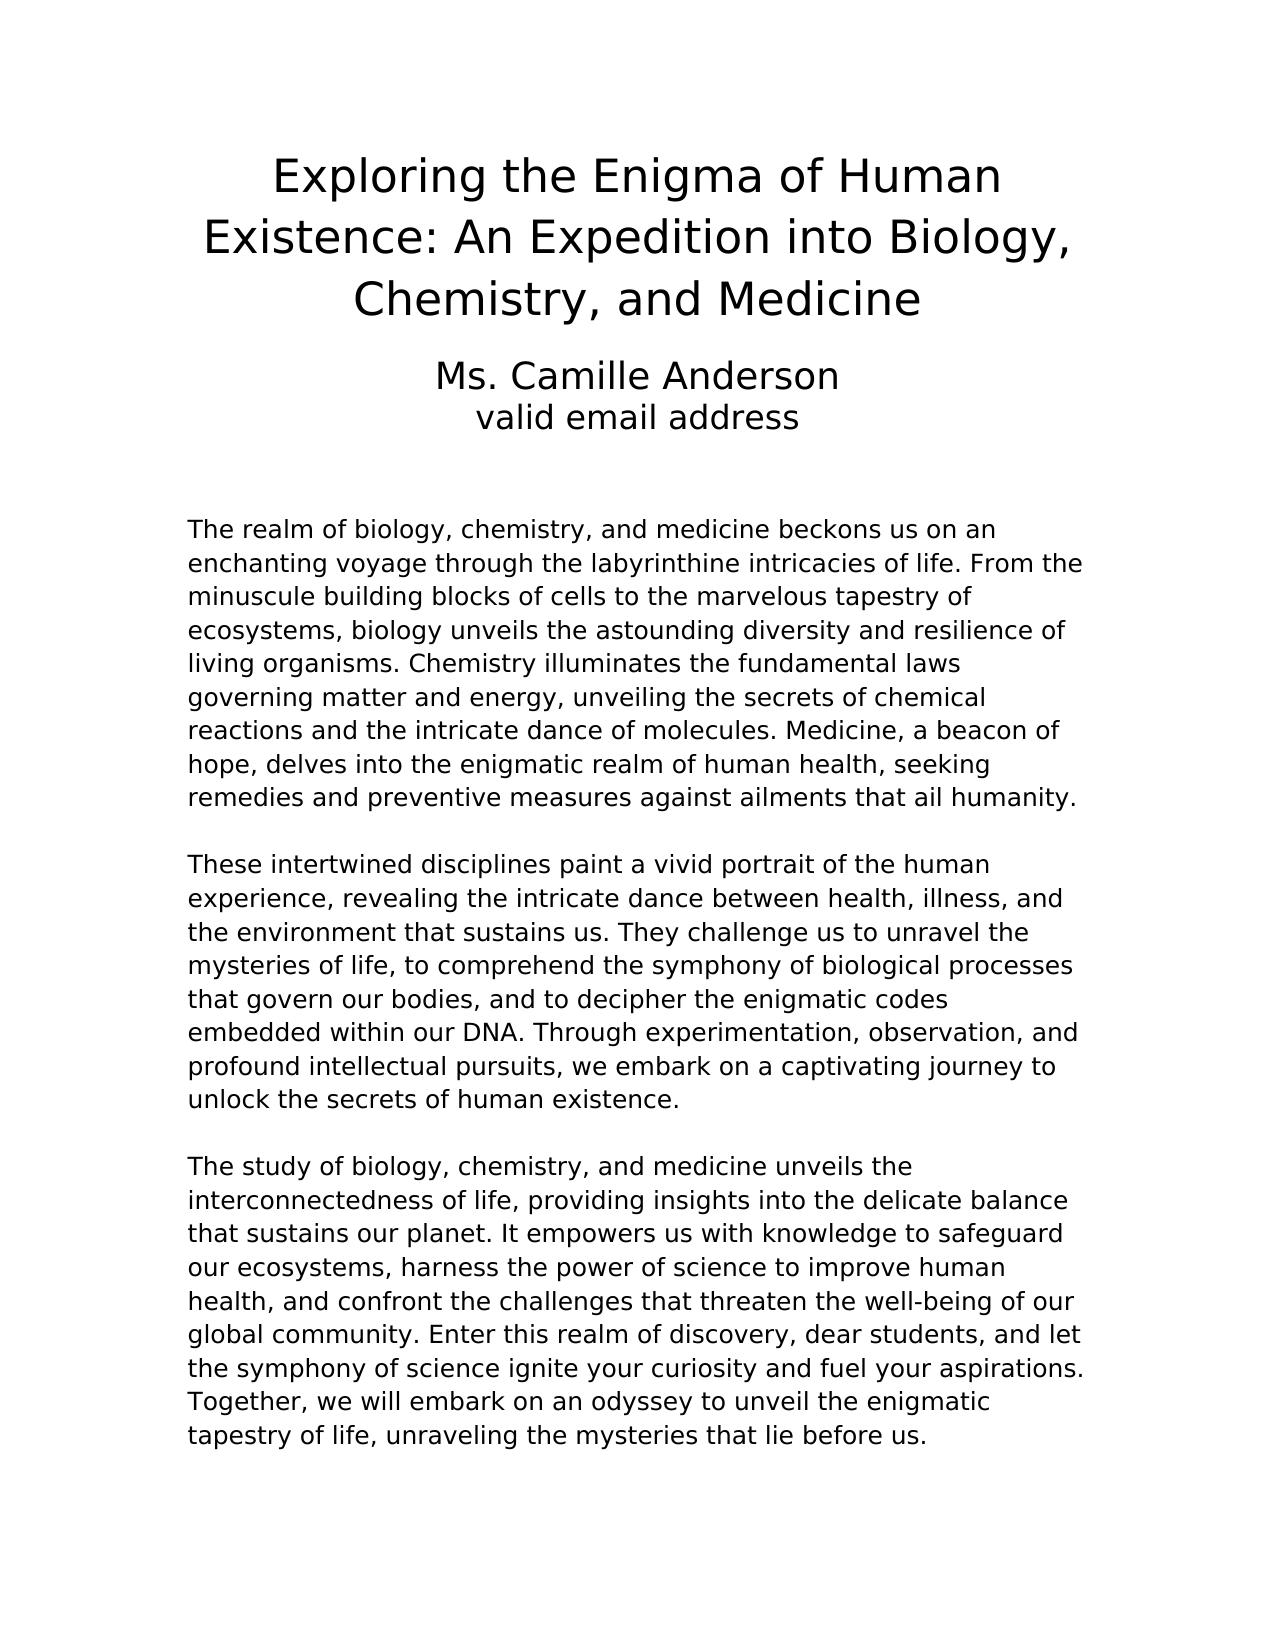 Exploring the Enigma of Human
Existence: An Expedition into Biology,
Chemistry, and Medicine
Ms. Camille Anderson
valid email address
The realm of biology, chemistry, and medicine beckons us on an
enchanting voyage through the labyrinthine intricacies of life. From the
minuscule building blocks of cells to the marvelous tapestry of
ecosystems, biology unveils the astounding diversity and resilience of
living organisms. Chemistry illuminates the fundamental laws
governing matter and energy, unveiling the secrets of chemical
reactions and the intricate dance of molecules. Medicine, a beacon of
hope, delves into the enigmatic realm of human health, seeking
remedies and preventive measures against ailments that ail humanity.
These intertwined disciplines paint a vivid portrait of the human
experience, revealing the intricate dance between health, illness, and
the environment that sustains us. They challenge us to unravel the
mysteries of life, to comprehend the symphony of biological processes
that govern our bodies, and to decipher the enigmatic codes
embedded within our DNA. Through experimentation, observation, and
profound intellectual pursuits, we embark on a captivating journey to
unlock the secrets of human existence.
The study of biology, chemistry, and medicine unveils the
interconnectedness of life, providing insights into the delicate balance
that sustains our planet. It empowers us with knowledge to safeguard
our ecosystems, harness the power of science to improve human
health, and confront the challenges that threaten the well-being of our
global community. Enter this realm of discovery, dear students, and let
the symphony of science ignite your curiosity and fuel your aspirations.
Together, we will embark on an odyssey to unveil the enigmatic
tapestry of life, unraveling the mysteries that lie before us.